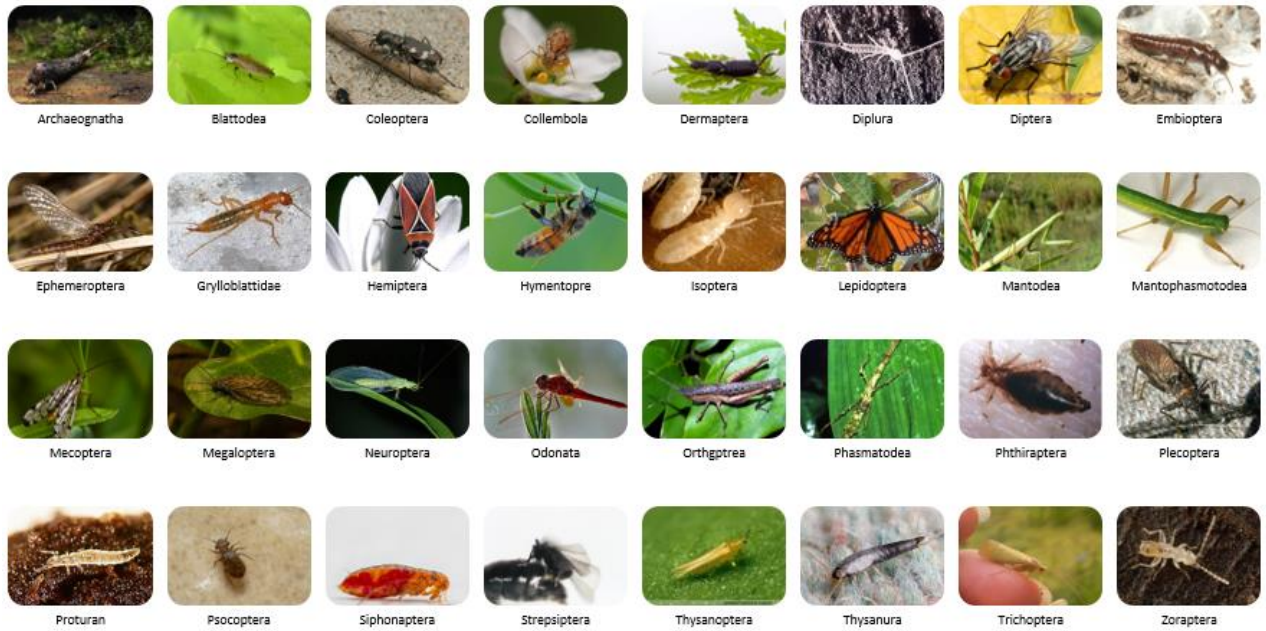 Archaeognatha Blattodea Coleoptera Collembola Dermaptera Diplura Diptera Embioptera
Ephemeroptera Grylloblattidae Hemiptera Hymentopre Isoptera Lepidoptera Mantodea Mantophasmotodea
Mecoptera Megaloptera Neuroptera Odonata Orthgptrea Phasmatodea Phthiraptera Plecoptera
Proturan Psocoptera Siphonaptera Strepsiptera Thysanoptera Thysanura Trichoptera Zoraptera